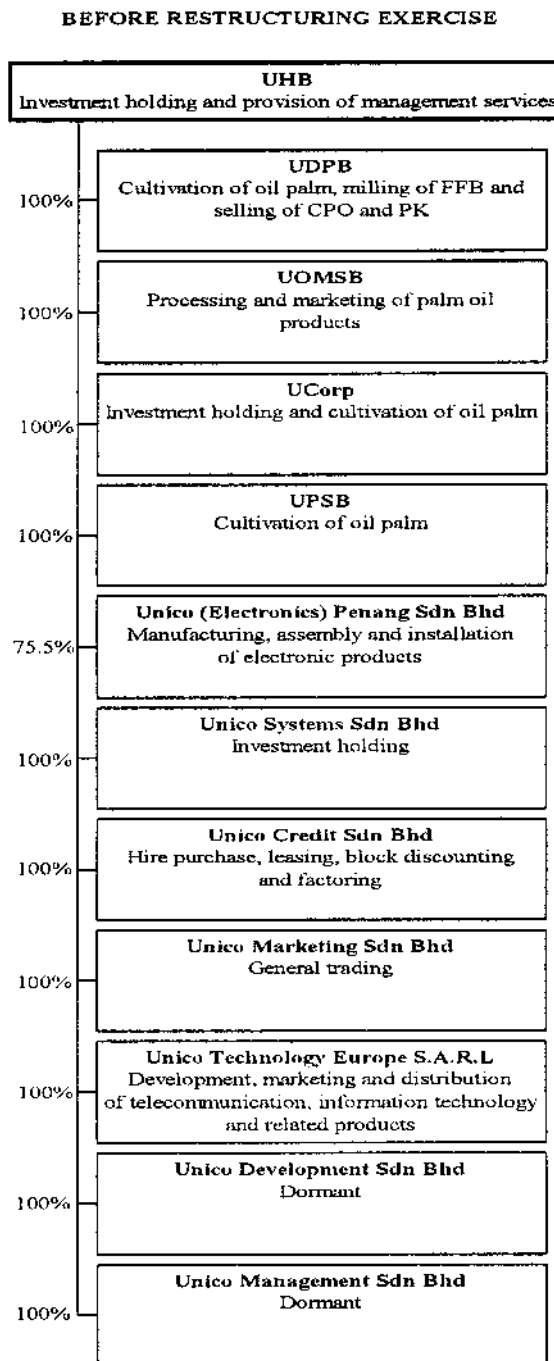 BEFORE RESTRUCTURING EXERCISE
UHB
Investment holding and provision of management services
UDPB
Cultivation of oil palm, milling of FFB and
selling of CPO and PK
100%
UOMSB
Processing and marketing of palm oil
products
100%
UCorp
Investment holding and cultivation of oil palm
100%
UPSB
Cultivation of oil palm
100%
Unico (Electronics) Penang Sdn Bhd
Manufacturing, assembly and installation
of electronic products
75.5%
Unico Systems Sdn Bhd
Investment holding
100%
Unico Credit Sdn Bhd
Hire purchase, leasing, block discounting
and factoring
100%
Unico Marketing Sdn Bhd
General trading
100%
Unico Technology Europe S.A.R.L
Development, marketing and distribution
of telecommunication, information technology
and related products
100%
Unico Development Sdn Bhd
Dormant
100%
Unico Management Sdn Bhd
Dormant
100%